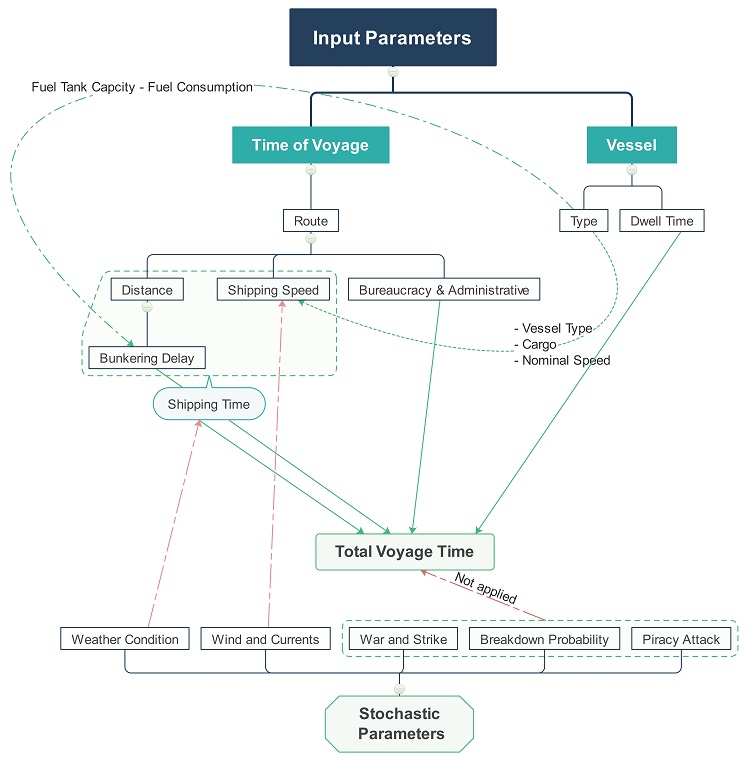 Input Parameters
Fuel Tank Capcity - Fuel Consumption
Time of Voyage
Vessel
Route
Type
Dwell Time
Distance
Shipping Speed
Bureaucracy & Administrative
- Vessel Type
- Cargo
- Nominal Speed
Bunkering Delay
Shipping Time
Total Voyage Time
Not applied
Weather Condition
Wind and Currents
War and Strike
Breakdown Probability
Piracy Attack
Stochastic
Parameters